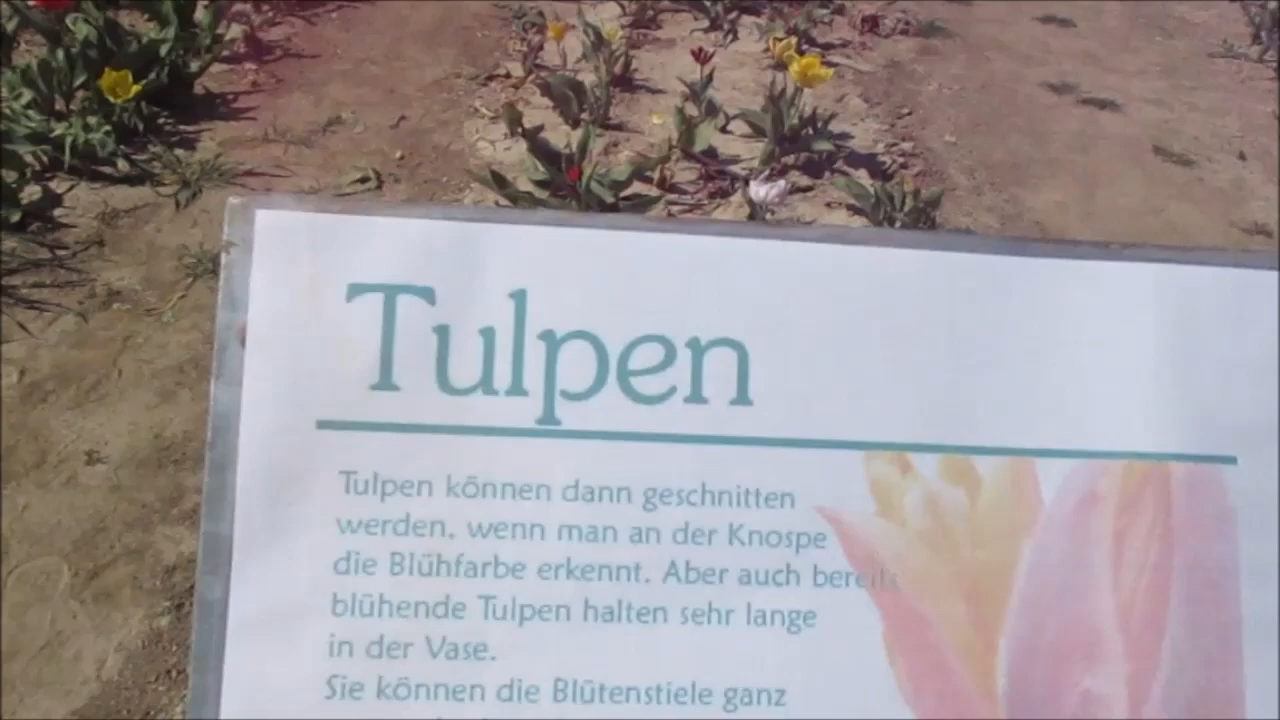 Tulpen
Tulpen können dann geschnitten
werden, wenn man an der Knospe
die Blühfarbe erkennt. Aber auch bereits
blühende Tulpen halten sehr lange
in der Vase.
Sie können die Blütenstiele ganz